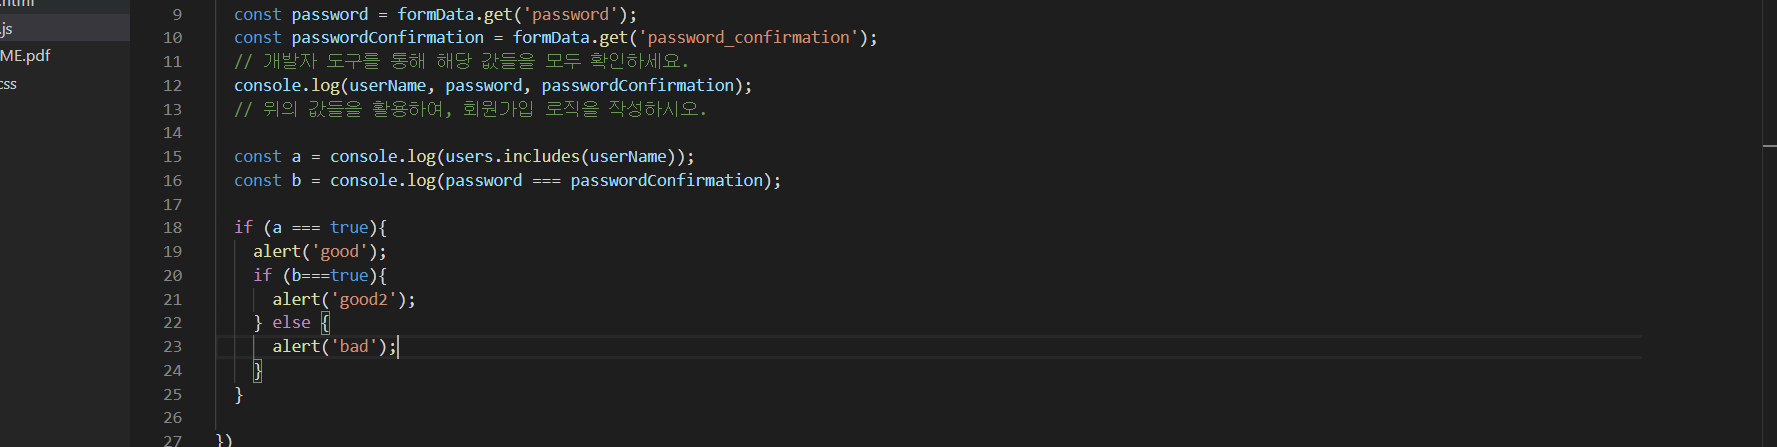 .html
.js
ME.pdf
css
9 const password = formData.get('password');
10 const passwordConfirmation = formData.get('password_confirmation');
11 // 개발자 도구를 통해 해당 값들을 모두 확인하세요.
12 console.log(userName, password, passwordConfirmation);
13 // 위의 값들을 활용하여, 회원가입 로직을 작성하시오.
14
15 const a = console.log(users.includes(userName));
16 const b = console.log(password === passwordConfirmation);
17
18 if (a === true){
19 alert('good');
20 if (b===true){
21 alert('good2');
22 } else {
23 alert('bad');
24 }
25 }
26
27 })